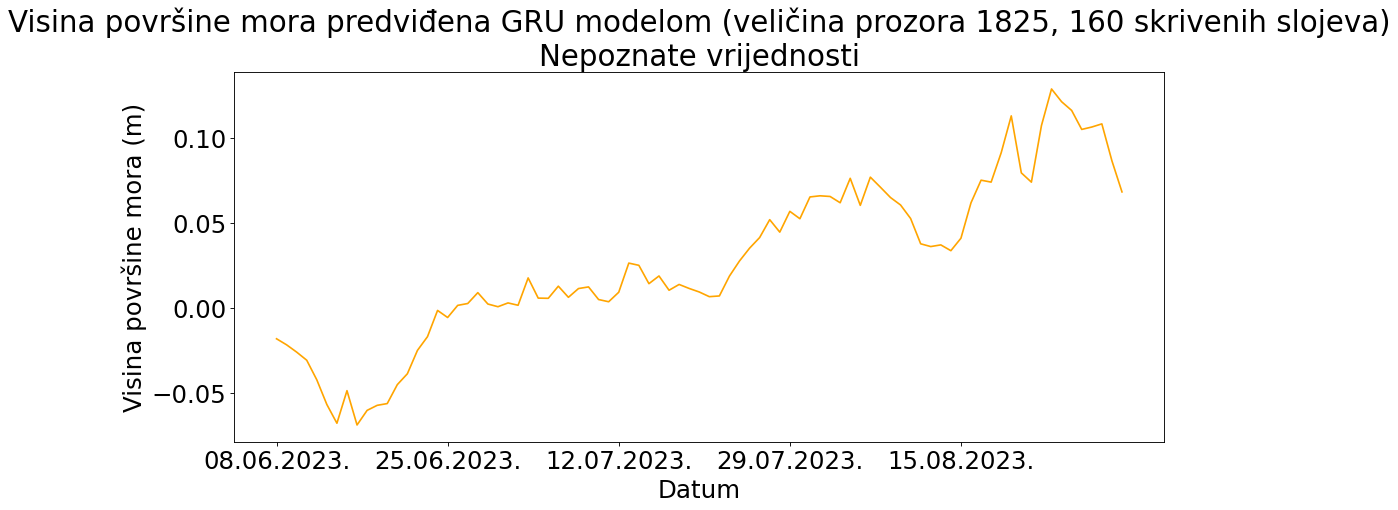 Visina površine mora predviđena GRU modelom (veličina prozora 1825, 160 skrivenih slojeva)
Nepoznate vrijednosti
Visina površine mora (m)
0.10
0.05
0.00
−0.05
08.06.2023. 25.06.2023. 12.07.2023. 29.07.2023. 15.08.2023.
Datum